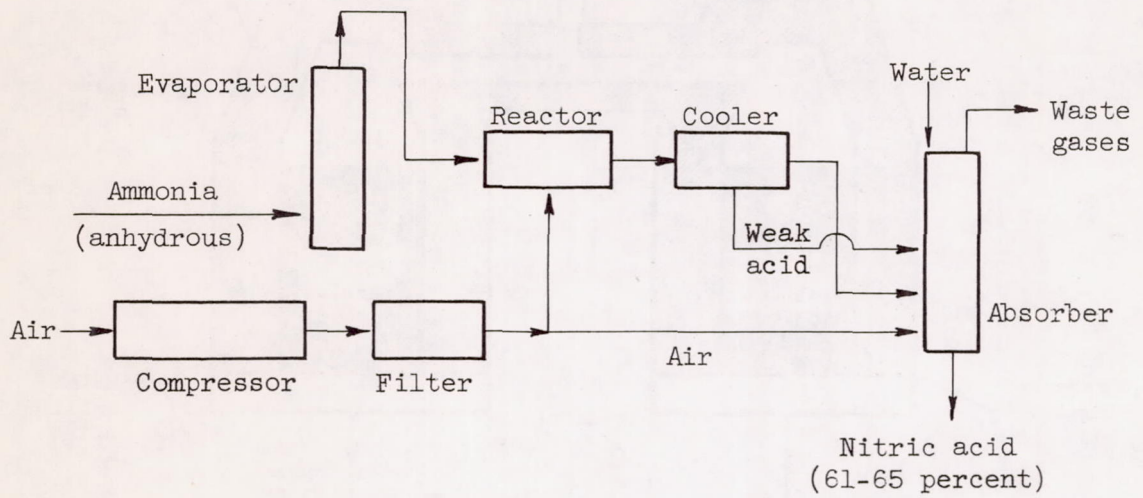 Evaporator
Water
Waste
gases
Reactor
Cooler
Ammonia
(anhydrous)
Weak
acid
Air
Absorber
Air
Compressor
Filter
Nitric acid
(61-65 percent)